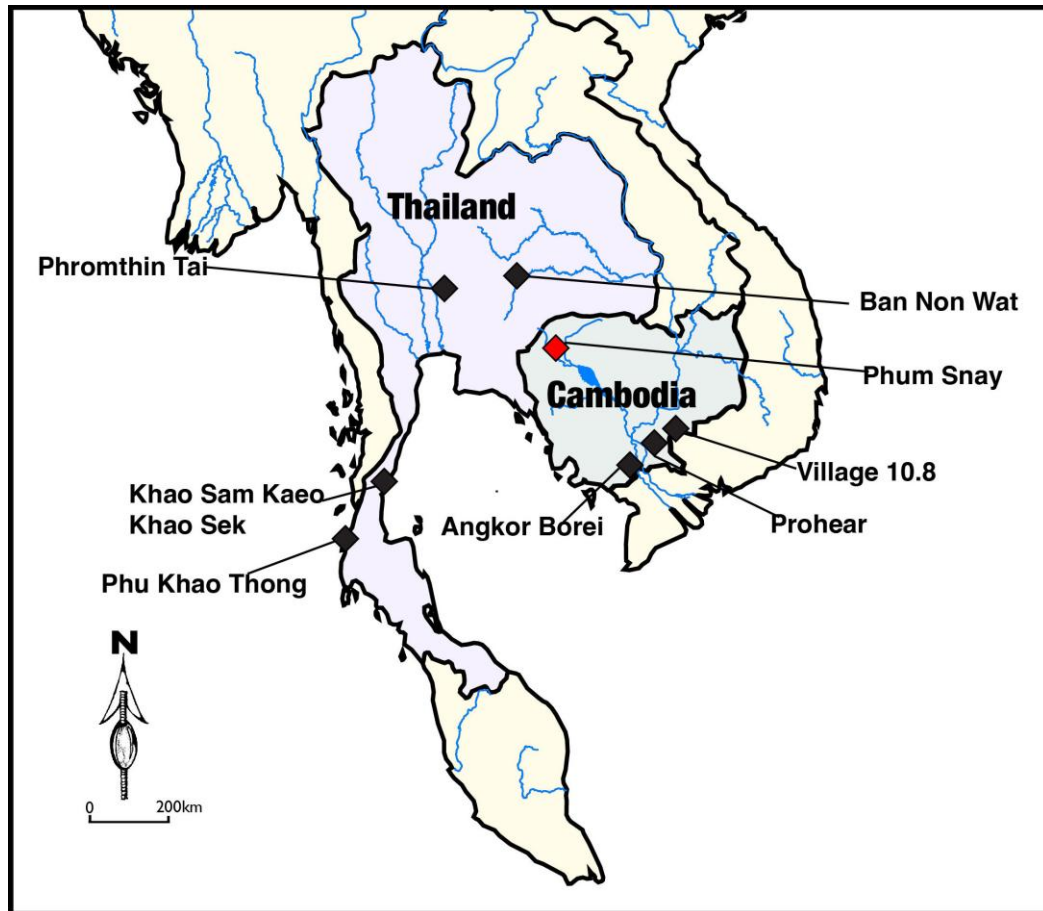 Thailand
Phromthin Tai
Ban Non Wat
Phum Snay
Cambodia
Village 10.8
Khao Sam Kaeo
Khao Sek
Angkor Borei
Prohear
Phu Khao Thong
N
0 200km